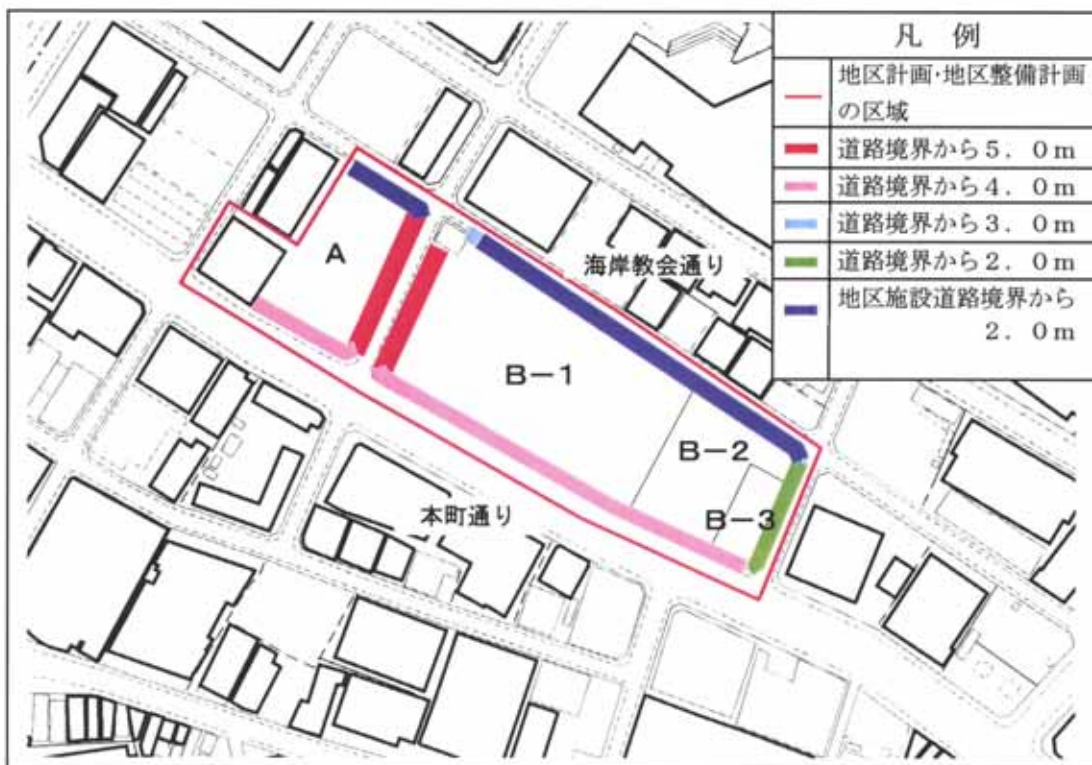 凡 例
地区計画・地区整備計画
の区域
道路境界から5.0m
道路境界から4.0m
道路境界から3.0m
道路境界から2.0m
地区施設道路境界から
2.0m
A
海岸教会通り
B-1
B-2
B-3
本町通り